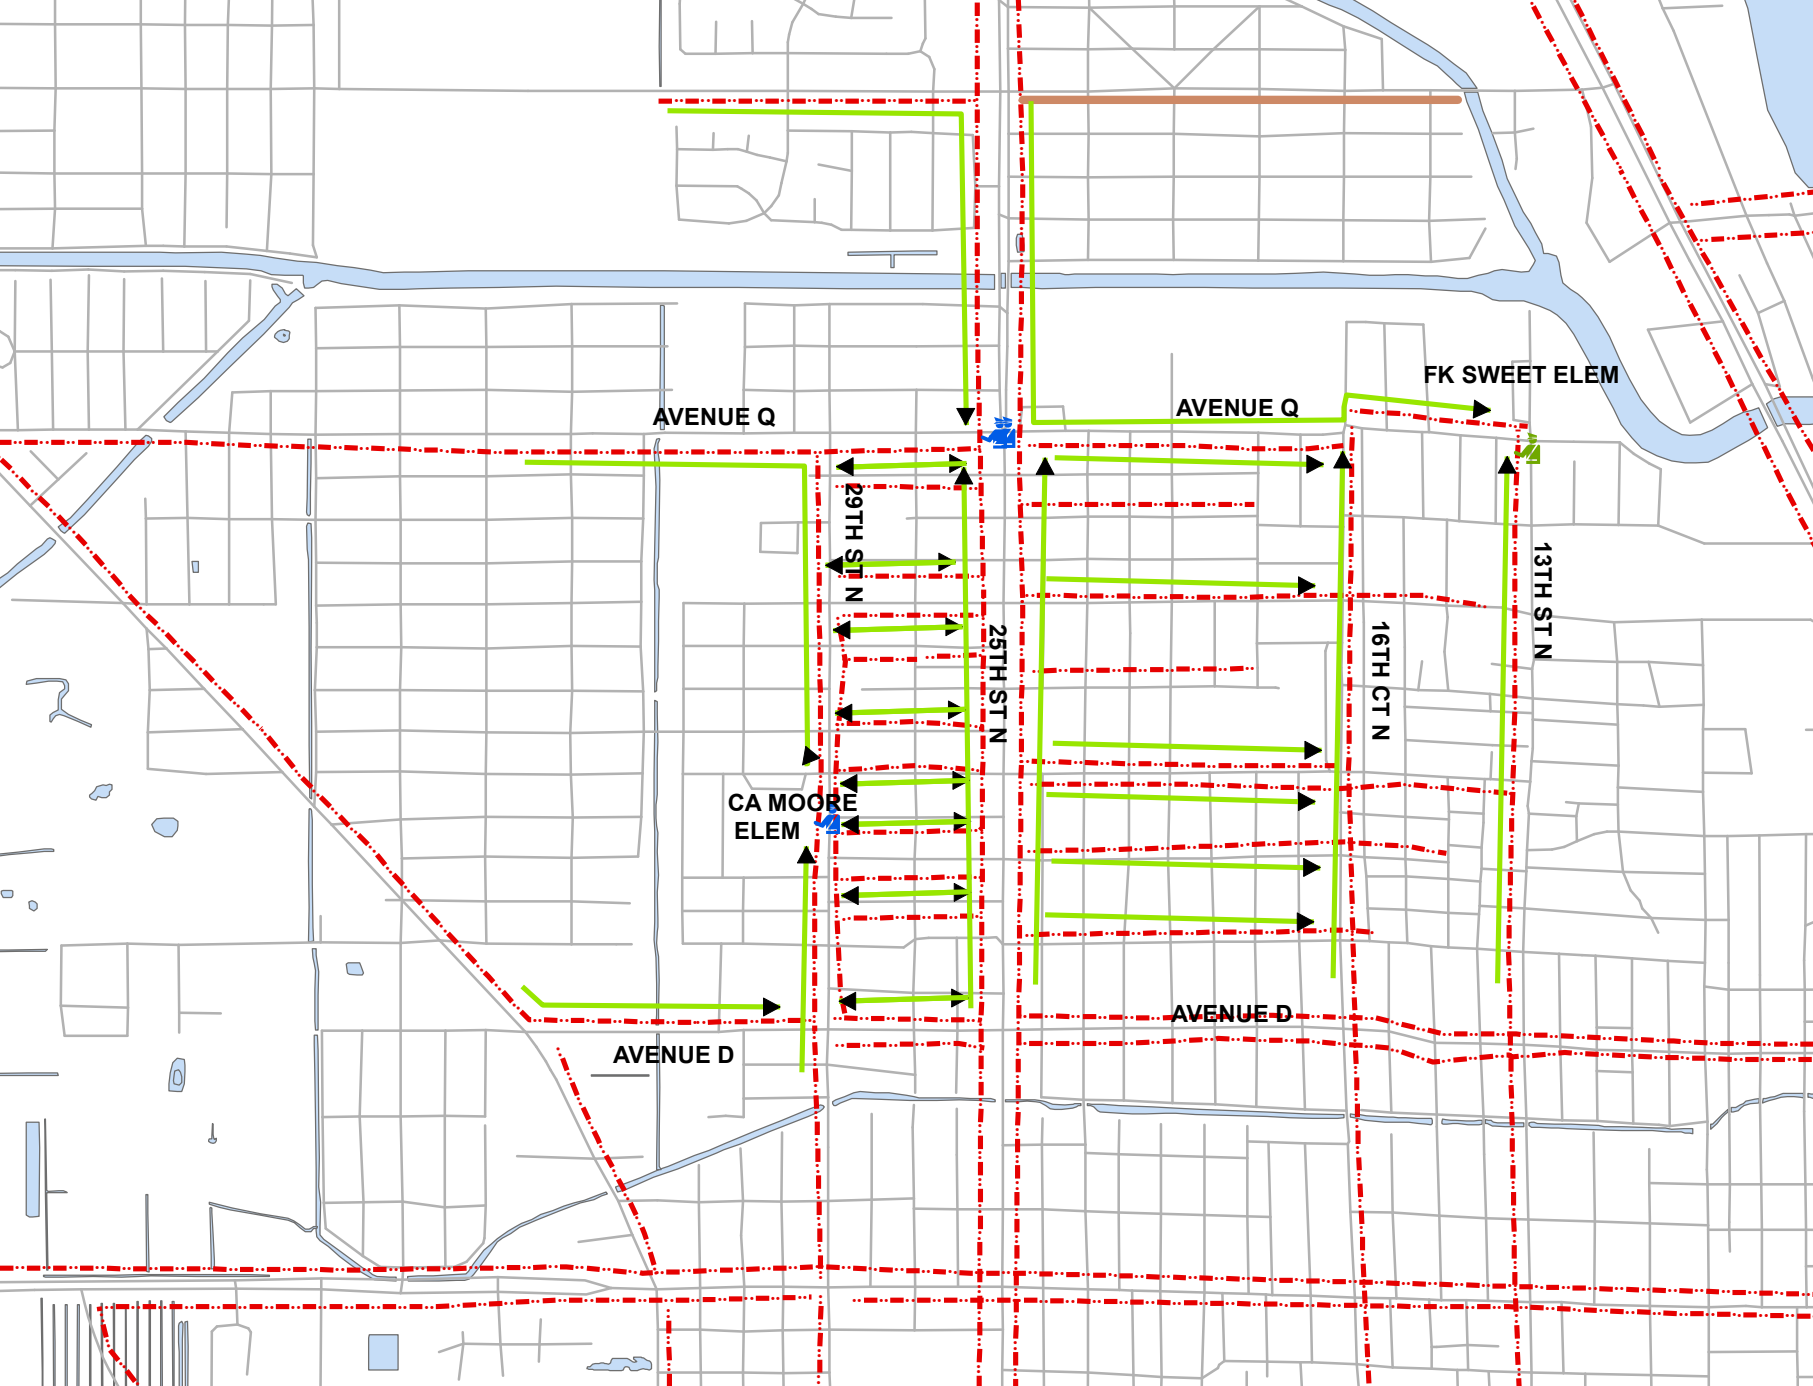 FK SWEET ELEM
AVENUE Q
AVENUE Q
29TH ST N
13TH ST N
25TH ST N
16TH CT N
CA MOORE
ELEM
AVENUE D
AVENUE D